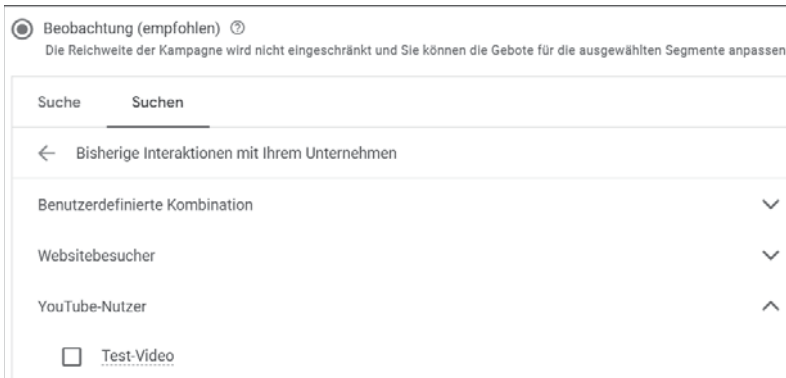 Beobachtung (empfohlen)
Die Reichweite der Kampagne wird nicht eingeschränkt und Sie können die Gebote für die ausgewählten Segmente anpassen
Suche Suchen
Bisherige Interaktionen mit Ihrem Unternehmen
Benutzerdefinierte Kombination
Websitebesucher
YouTube-Nutzer
Test-Video